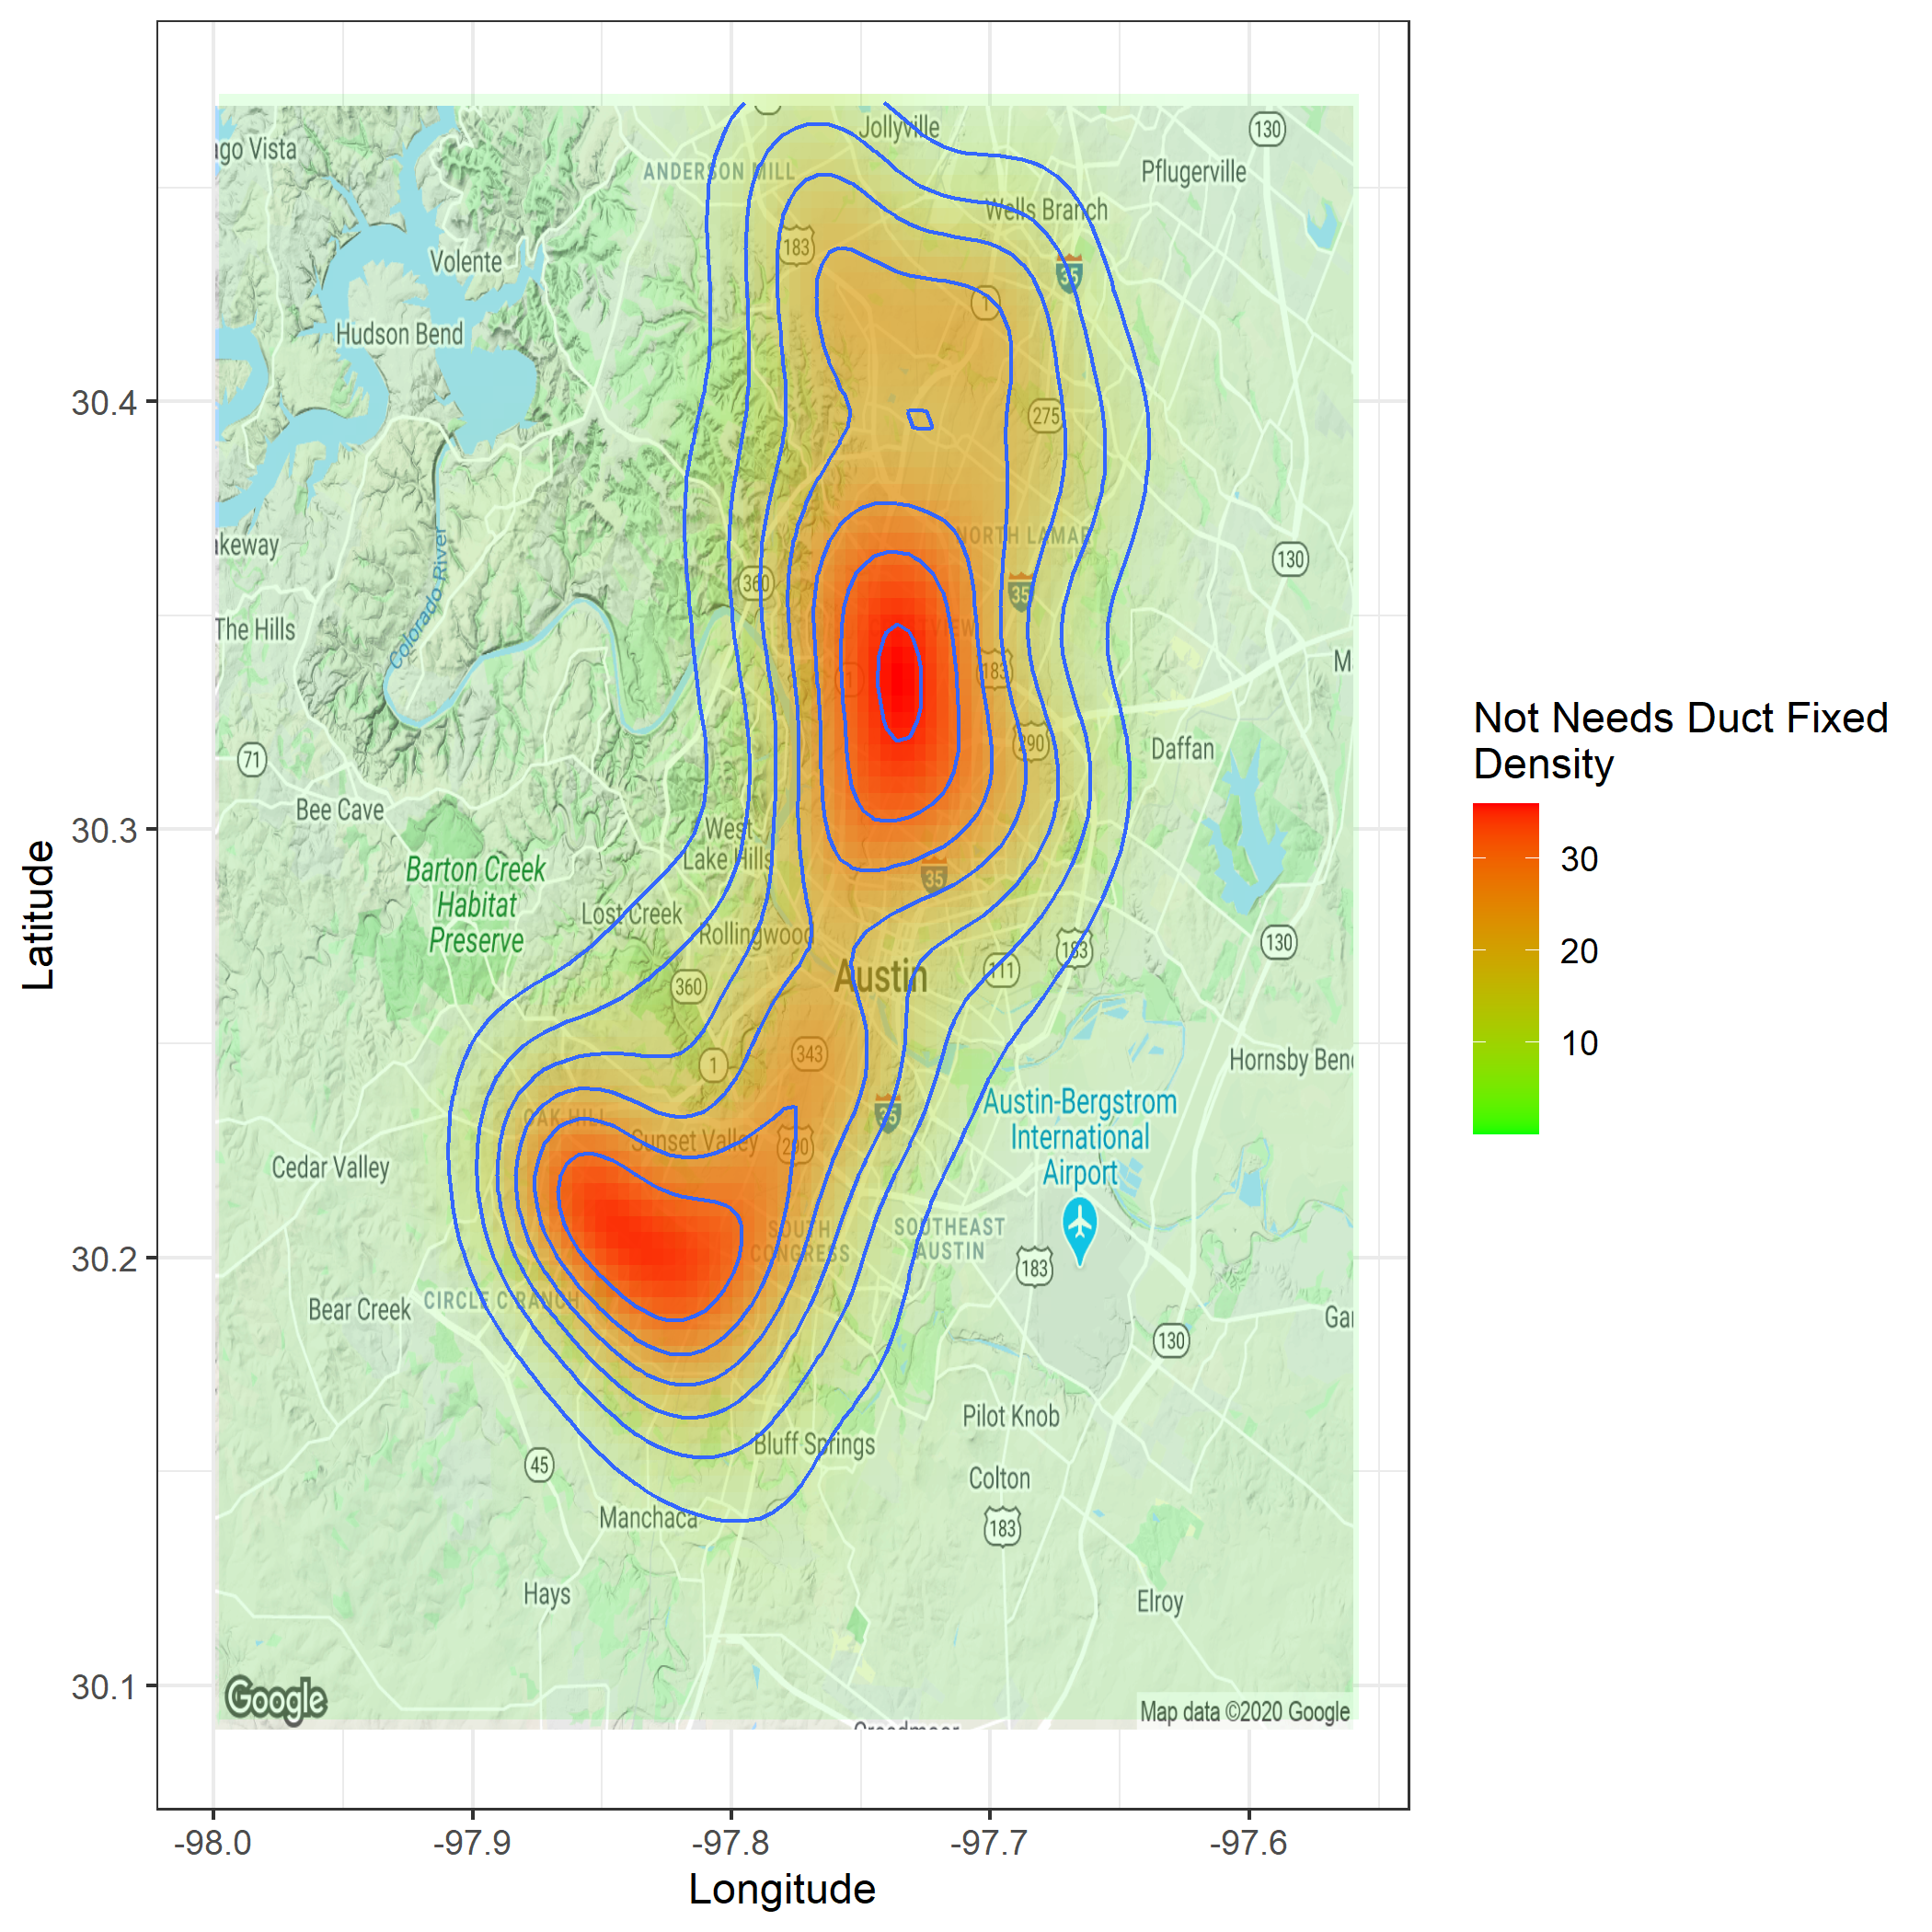 Jollyville
130
ago Vista
ANDERSON MILL
Pflugerville
Wells Branch
183
Volente
35
1
Hudson Bend
30.4
275
NORTH LAMAR
akeway
130
360
35
Colorado River
The Hills
183
1
M
290
Not Needs Duct Fixed
Density
Daffan
71
Bee Cave
30.3
West
Lake Hills
30
35
Barton Creek
Habitat
Preserve
Lost Creek
Rollingwood
130
183
20
Latitude
Austin
111
360
10
343
1
Hornsby Ben
Austin-Bergstrom
International
Airport
35
OAK HILL
Sunset Valley
290
Cedar Valley
SOUTH
CONGRESS
SOUTHEAST
AUSTIN
30.2
183
CIRCLE C RANCH
Bear Creek
Gar
130
Pilot Knob
Bluff Springs
45
Colton
Manchaca
183
Hays
Elroy
30.1
Google
Map data ©2020 Google
-98.0
-97.9
-97.8
-97.7
-97.6
Longitude